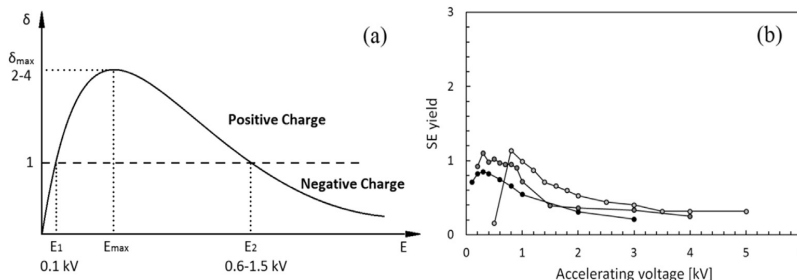 δ
(a)
δmax
2-4
Positive Charge
1
Negative Charge
E1
Emax
E2
E
0.1 kV
0.6-1.5 kV
(b)
3
2
1
0
SE yield
0
1
2
3
4
5
Accelerating voltage [kV]